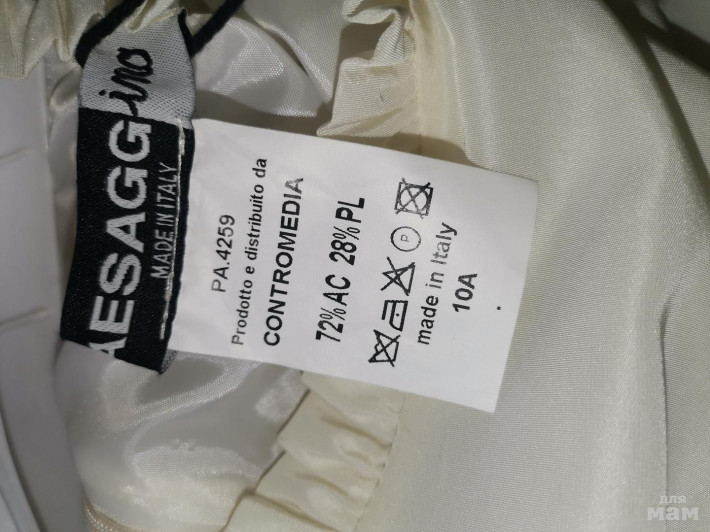 AESAGGino
MADE IN ITALY
PA.4259
Prodotto e distribuito da
CONTROMEDIA
72%AC 28%PL
P
made in Italy
10A
для
мам